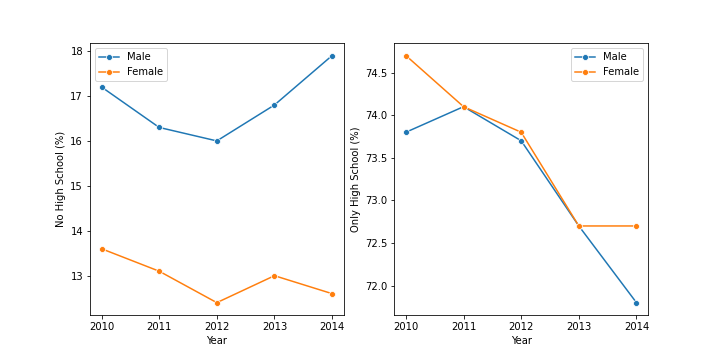 Male
Female
18
17
16
15
14
13
No High School (%)
2010 2011 2012 2013 2014
Year
Male
Female
74.5
74.0
73.5
73.0
72.5
72.0
Only High School (%)
2010 2011 2012 2013 2014
Year